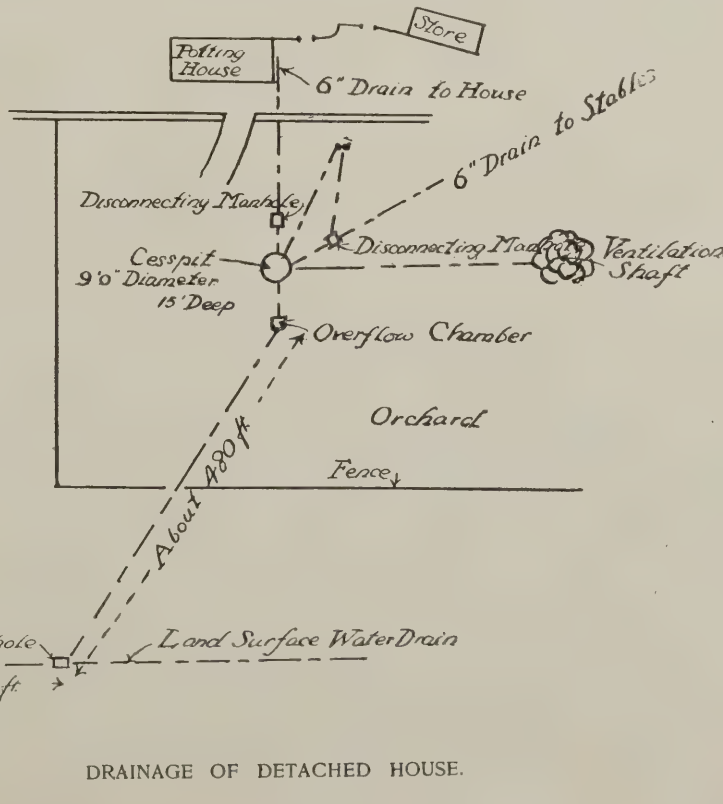 Store
Potting
House
6" Drain to House
6" Drain to Stables
Disconnecting Manhole
Cesspit
9'0" Diameter
15' Deep
Disconnecting
Ventilation
Shaft
Overflow Chamber
Orchard
About 480 ft
Fence
Land Surface Water Drain
ft
DRAINAGE OF DETACHED HOUSE.